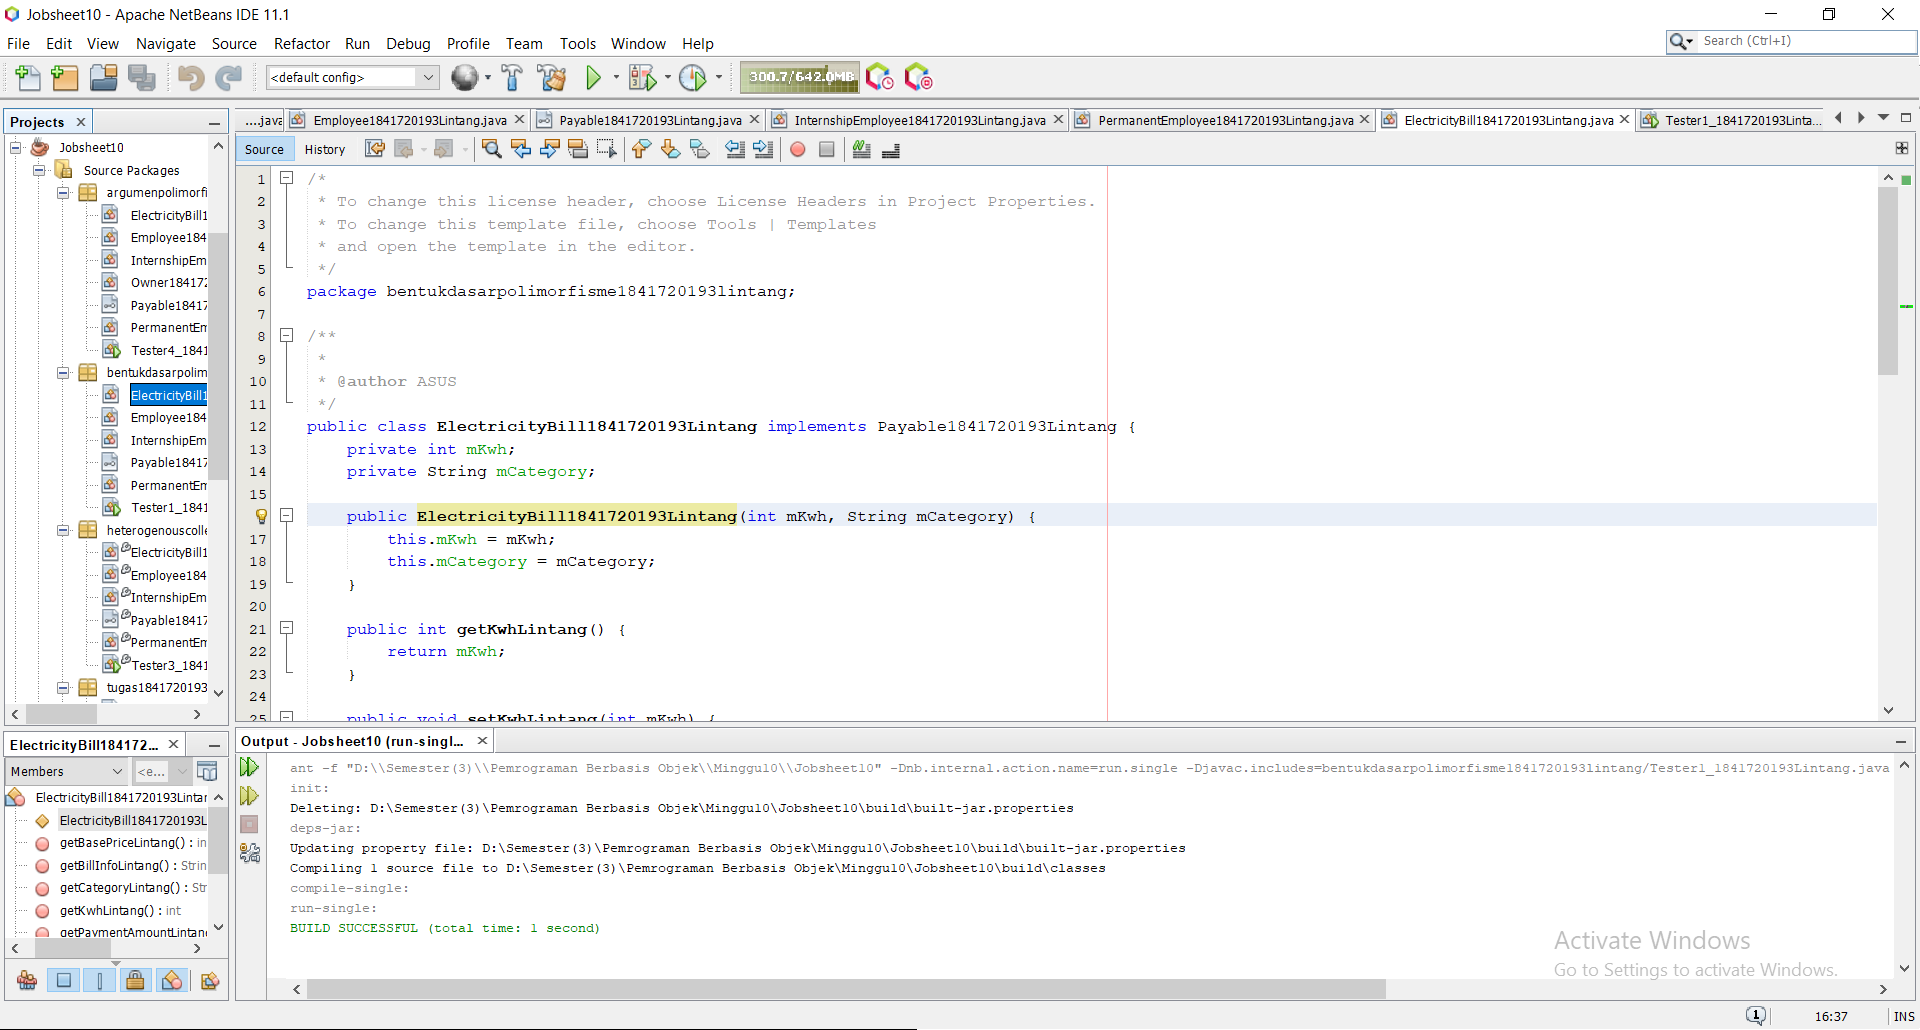 Jobsheet10 - Apache NetBeans IDE 11.1
File Edit View Navigate Source Refactor Run Debug Profile Team Tools Window Help
Search (Ctrl+I)
<default config>
300.7/642.0MB
Projects
....java
Employee1841720193Lintang.java
Payable1841720193Lintang.java
InternshipEmployee1841720193Lintang.java
PermanentEmployee1841720193Lintang.java
ElectricityBill1841720193Lintang.java
Tester1_1841720193Linta...
Source History
Jobsheet10
Source Packages
argumenpolimorfi
ElectricityBill1
Employee184
InternshipEm
Owner184172
Payable18417
PermanentEm
Tester4_1841
bentukdasarpolim
ElectricityBill1
Employee184
InternshipEm
Payable18417
PermanentEm
Tester1_1841
heterogenouscolle
ElectricityBill1
Employee184
InternshipEm
Payable18417
PermanentEm
Tester3_1841
tugas1841720193
1 /*
2 * To change this license header, choose License Headers in Project Properties.
3 * To change this template file, choose Tools | Templates
4 * and open the template in the editor.
5 */
6 package bentukdasarpolimorfisme1841720193lintang;
7
8 /**
9 *
10 * @author ASUS
11 */
12 public class ElectricityBill1841720193Lintang implements Payable1841720193Lintang {
13 private int mKwh;
14 private String mCategory;
15
public ElectricityBill1841720193Lintang(int mKwh, String mCategory) {
17 this.mKwh = mKwh;
18 this.mCategory = mCategory;
19 }
20
21 public int getKwhLintang() {
22 return mKwh;
23 }
24
25 public void setKwhLintang(int mKwh) {
ElectricityBill184172...
Members <e...
ElectricityBill1841720193Lintan
ElectricityBill1841720193L
getBasePriceLintang() : in
getBillInfoLintang() : Strin
getCategoryLintang() : Str
getKwhLintang() : int
getPaymentAmountLintang
Output - Jobsheet10 (run-singl...
ant -f "D:\\Semester(3)\\Pemrograman Berbasis Objek\\Minggu10\\Jobsheet10" -Dnb.internal.action.name=run.single -Djavac.includes=bentukdasarpolimorfisme1841720193lintang/Tester1_1841720193Lintang.java
init:
Deleting: D:\Semester(3)\Pemrograman Berbasis Objek\Minggu10\Jobsheet10\build\built-jar.properties
deps-jar:
Updating property file: D:\Semester(3)\Pemrograman Berbasis Objek\Minggu10\Jobsheet10\build\built-jar.properties
Compiling 1 source file to D:\Semester(3)\Pemrograman Berbasis Objek\Minggu10\Jobsheet10\build\classes
compile-single:
run-single:
BUILD SUCCESSFUL (total time: 1 second)
Activate Windows
Go to Settings to activate Windows.
1
16:37
INS